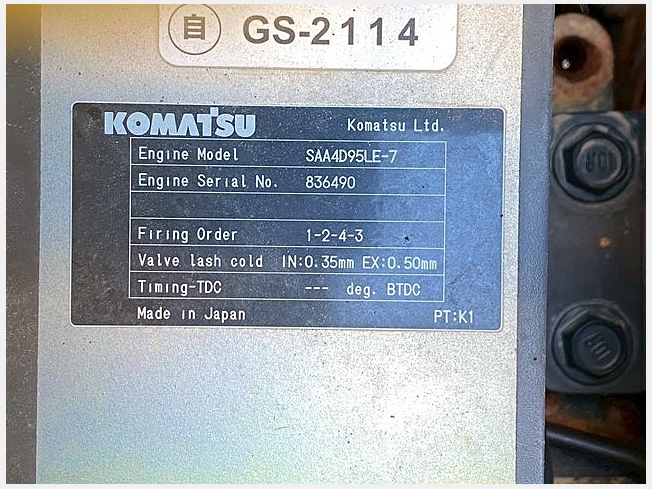 自 GS-2114
KOMATSU Komatsu Ltd.
Engine Model SAA4D95LE-7
Engine Serial No. 836490
Firing Order 1-2-4-3
Valve lash cold IN:0.35mm EX:0.50mm
Timing-TDC --- deg. BTDC
Made in Japan PT:K1